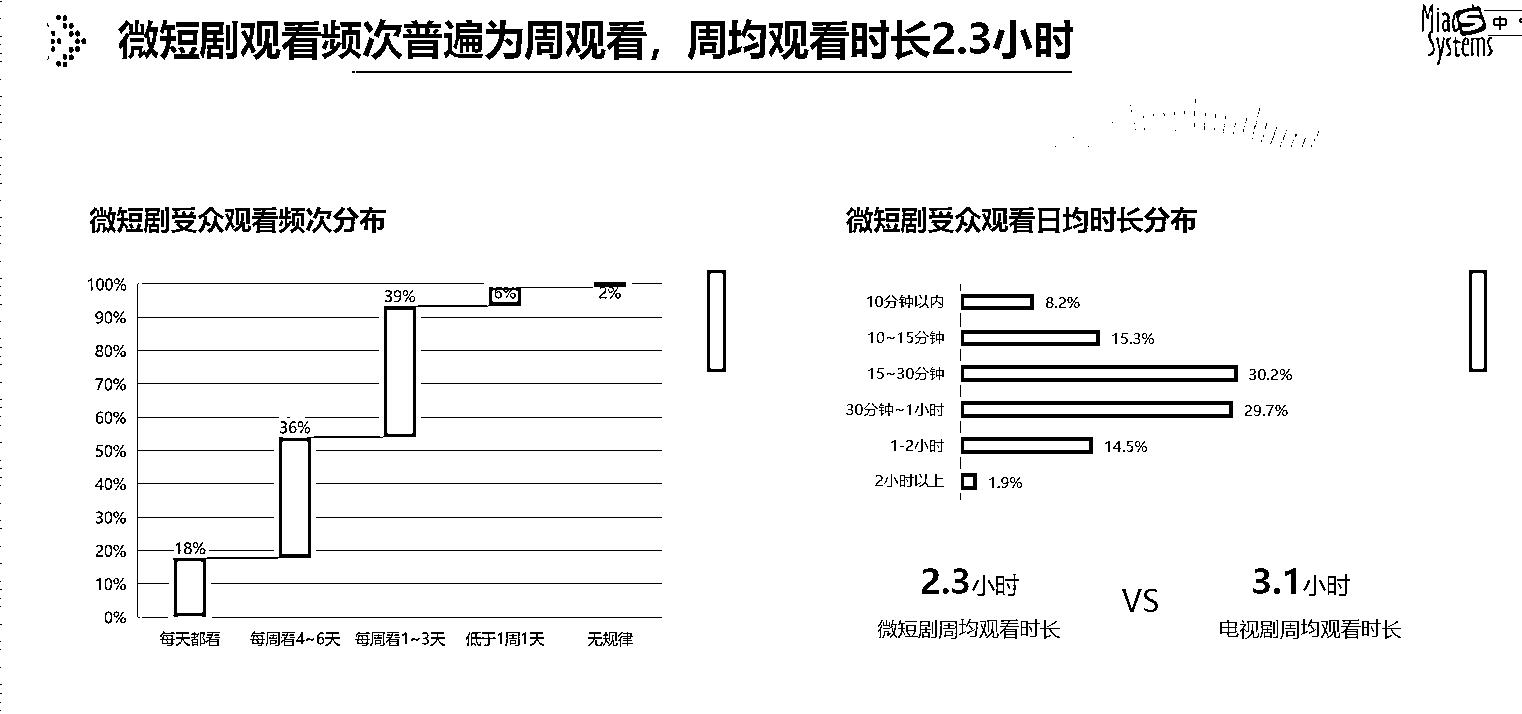 微短剧观看频次普遍为周观看，周均观看时长2.3小时
Miao
Systems
中
微短剧受众观看频次分布
100%
90%
80%
70%
60%
50%
40%
30%
20%
10%
0%
18%
36%
39%
6%
2%
每天都看
每周看4~6天
每周看1~3天
低于1周1天
无规律
微短剧受众观看日均时长分布
10分钟以内 8.2%
10~15分钟 15.3%
15~30分钟 30.2%
30分钟~1小时 29.7%
1-2小时 14.5%
2小时以上 1.9%
2.3小时
微短剧周均观看时长
VS
3.1小时
电视剧周均观看时长